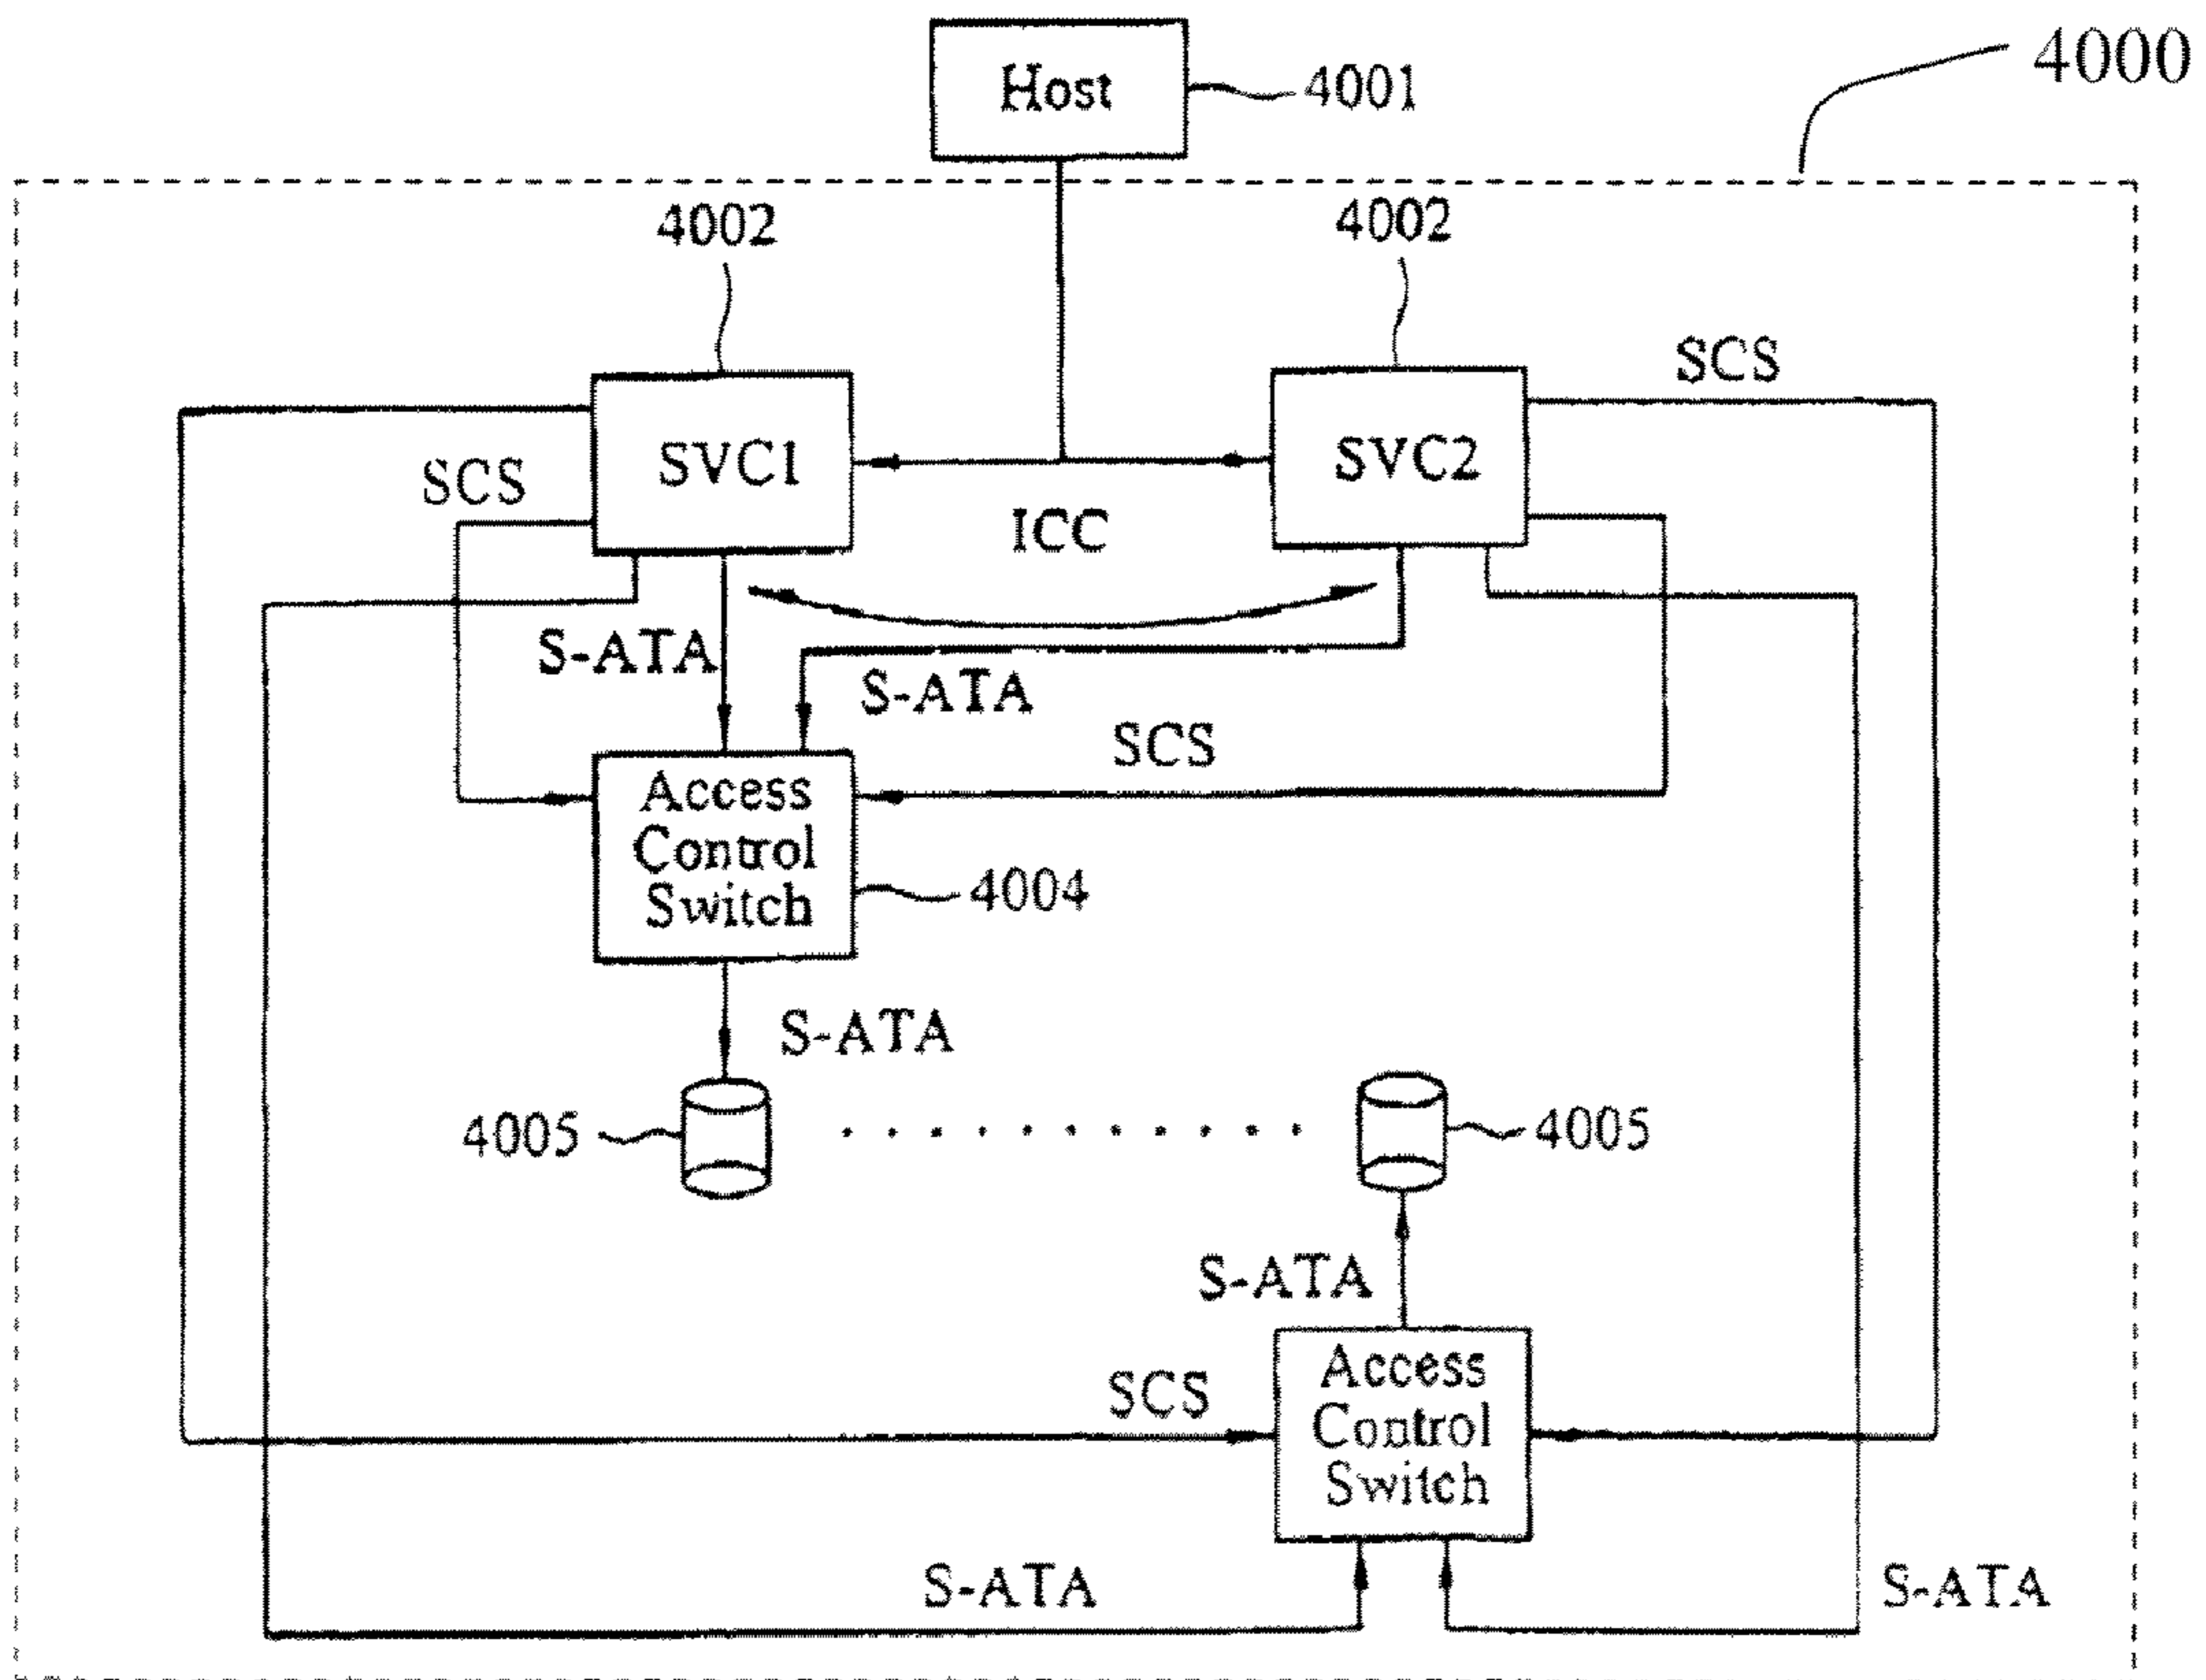 4000
Host
4001
4002
4002
SCS
SVC1
SVC2
SCS
ICC
S-ATA
S-ATA
SCS
Access
Control
Switch
4004
S-ATA
4005
4005
S-ATA
Access
Control
Switch
SCS
S-ATA
S-ATA